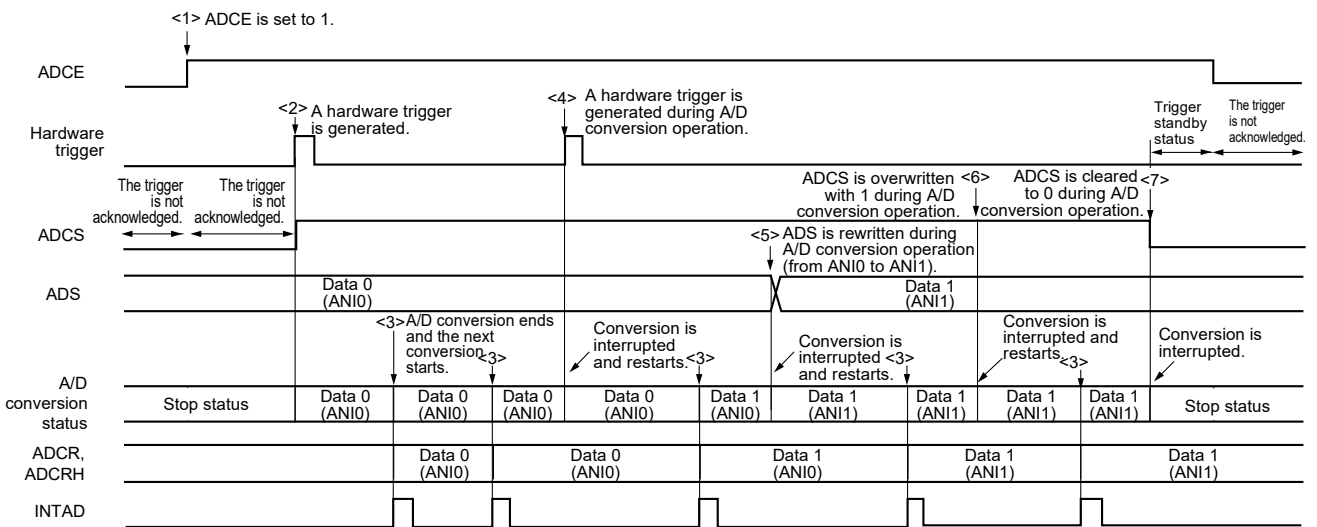 <1> ADCE is set to 1.
ADCE
<2> A hardware trigger
is generated.
<4> A hardware trigger is
generated during A/D
conversion operation.
Trigger
standby
status
The trigger
is not
acknowledged.
Hardware
trigger
The trigger
is not
acknowledged.
The trigger
is not
acknowledged.
ADCS is overwritten <6>
with 1 during A/D
conversion operation.
ADCS is cleared <7>
to 0 during A/D
conversion operation.
ADCS
<5> ADS is rewritten during
A/D conversion operation
(from ANI0 to ANI1).
ADS
Data 0
(ANI0)
Data 1
(ANI1)
<3> A/D conversion ends
and the next
conversion
starts.
<3>
Conversion is
interrupted
and restarts.
<3>
Conversion is
interrupted
and restarts.
<3>
Conversion is
interrupted and
restarts.
<3>
Conversion is
interrupted.
A/D
conversion
status
Stop status
Data 0
(ANI0)
Data 0
(ANI0)
Data 0
(ANI0)
Data 0
(ANI0)
Data 1
(ANI0)
Data 1
(ANI1)
Data 1
(ANI1)
Data 1
(ANI1)
Data 1
(ANI1)
Stop status
ADCR,
ADCRH
Data 0
(ANI0)
Data 0
(ANI0)
Data 1
(ANI0)
Data 1
(ANI1)
Data 1
(ANI1)
INTAD